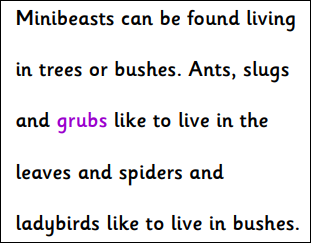 Minibeasts can be found living
in trees or bushes. Ants, slugs
and grubs like to live in the
leaves and spiders and
ladybirds like to live in bushes.